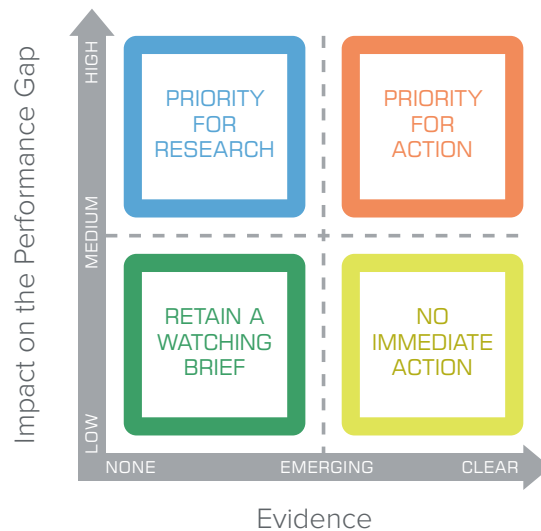 Impact on the Performance Gap
HIGH
MEDIUM
LOW
PRIORITY
FOR
RESEARCH
PRIORITY
FOR
ACTION
RETAIN A
WATCHING
BRIEF
NO
IMMEDIATE
ACTION
NONE
EMERGING
CLEAR
Evidence